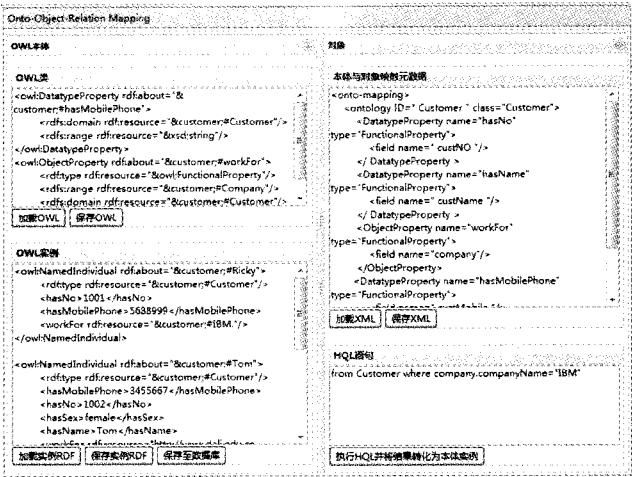 Onto-Object-Relation Mapping
OWL本体
OWL类
<owl:DatatypeProperty rdf:about="&
customer;#hasMobilePhone">
<rdfs:domain rdf:resource="&customer;#Customer"/>
<rdfs:range rdf:resource="&xsd;string"/>
</owl:DatatypeProperty>
<owl:ObjectProperty rdf:about="&customer;#workFor">
<rdf:type rdf:resource="&owl;FunctionalProperty"/>
<rdfs:range rdf:resource="&customer;#Company"/>
<rdfs:domain rdf:resource="&customer;#Customer"/>
加载OWL 保存OWL
OWL实例
<owl:NamedIndividual rdf:about="&customer;#Ricky">
<rdf:type rdf:resource="&customer;#Customer"/>
<hasNo>1001</hasNo>
<hasMobilePhone>5688999</hasMobilePhone>
<workFor rdf:resource="&customer;#IBM."/>
</owl:NamedIndividual>
<owl:NamedIndividual rdf:about="&customer;#Tom">
<rdf:type rdf:resource="&customer;#Customer"/>
<hasMobilePhone>3455667</hasMobilePhone>
<hasNo>1002</hasNo>
<hasSex>female</hasSex>
<hasName>Tom</hasName>
加载实例RDF 保存实例RDF 保存至数据库
对象
本体与对象映射元数据
<onto-mapping>
<ontology ID=" Customer " class="Customer">
<DatatypeProperty name="hasNo"
type="FunctionalProperty">
<field name=" custNO "/>
</ DatatypeProperty >
<DatatypeProperty name="hasName"
type="FunctionalProperty">
<field name=" custName "/>
</ DatatypeProperty >
<ObjectProperty name="workFor"
type="FunctionalProperty">
<field name="company"/>
</ObjectProperty>
<DatatypeProperty name="hasMobilePhone"
type="FunctionalProperty">
加载XML 保存XML
HQL语句
from Customer where company.companyName="IBM"
执行HQL并将结果转化为本体实例